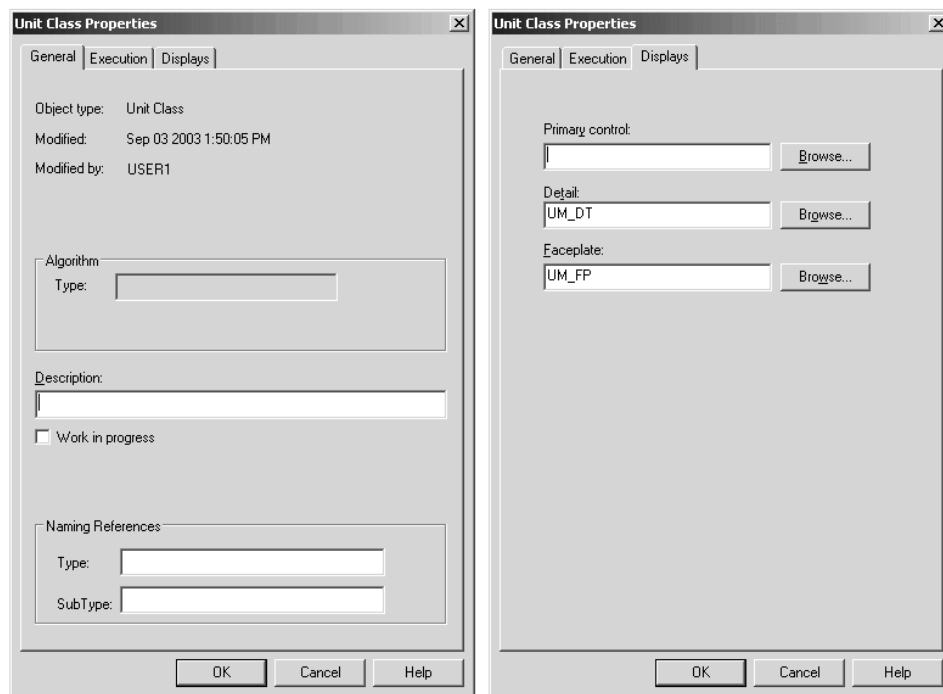 Unit Class Properties
General Execution Displays
Object type: Unit Class
Modified: Sep 03 2003 1:50:05 PM
Modified by: USER1
Algorithm
Type:
Description:
Work in progress
Naming References
Type:
SubType:
OK Cancel Help
Unit Class Properties
General Execution Displays
Primary control:
Browse...
Detail:
UM_DT Browse...
Faceplate:
UM_FP Browse...
OK Cancel Help